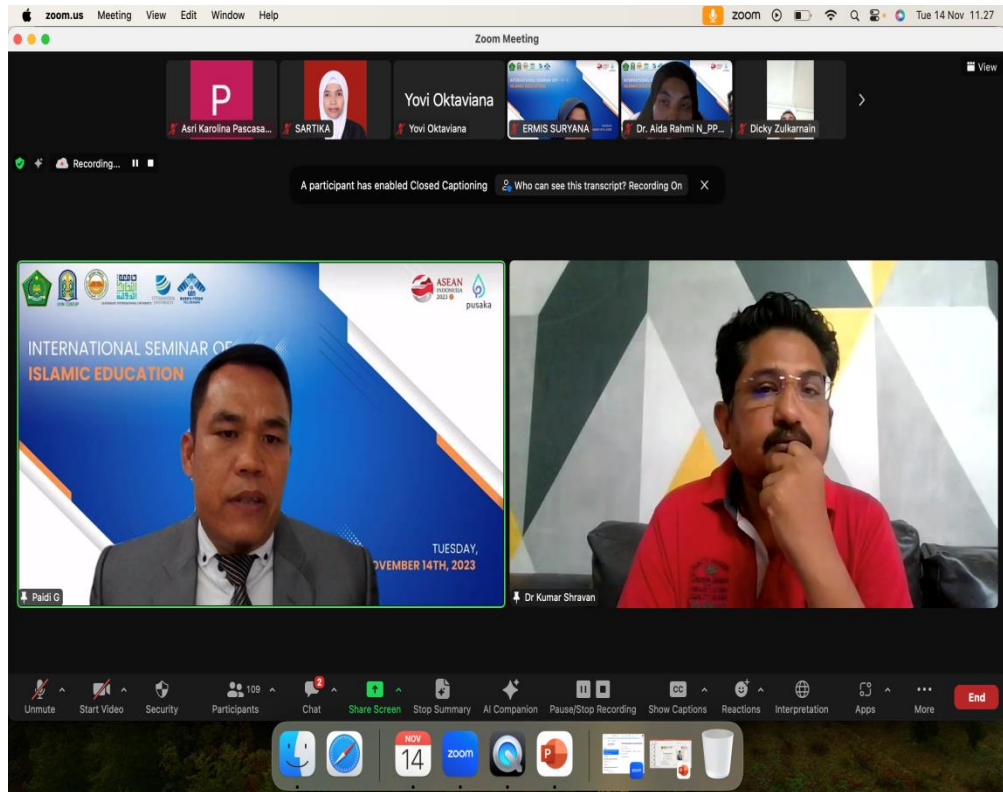 zoom.us Meeting View Edit Window Help
zoom Tue 14 Nov 11.27
Zoom Meeting
View
P
Yovi Oktaviana
Asri Karolina Pascasa...
SARTIKA
Yovi Oktaviana
ERMIS SURYANA
Dr. Aida Rahmi N_PP...
Dicky Zulkarnain
Recording...
A participant has enabled Closed Captioning Who can see this transcript? Recording On X
ASEAN
INDONESIA
2023
pusaka
INTERNATIONAL SEMINAR OF
ISLAMIC EDUCATION
TUESDAY,
OVEMBER 14TH, 2023
Paidi G
Dr Kumar Shravan
109
2
CC
Unmute Start Video Security Participants Chat Share Screen Stop Summary AI Companion Pause/Stop Recording Show Captions Reactions Interpretation Apps More End
NOV
14
zoom
P